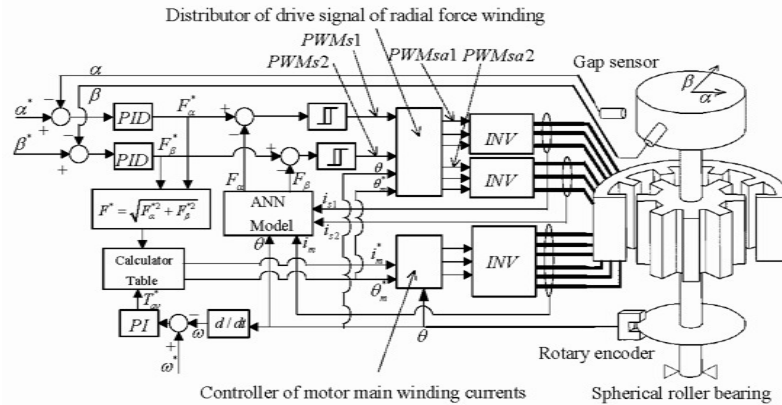 Distributor of drive signal of radial force winding
PWMs1
PWMs2
PWMsa1 PWMsa2
Gap sensor
α
β
α*
β*
−
+
−
+
PID
PID
F*α
F*β
+
−
+
−
Fα
Fβ
θ
θ*m
INV
INV
β
α
F* = √F*²α + F*²β
ANN
Model
is1
is2
θ
im
Calculator
Table
i*m
θ*m
INV
T*av
PI
−
+
ω
ω*
d / dt
θ
Rotary encoder
Controller of motor main winding currents
Spherical roller bearing